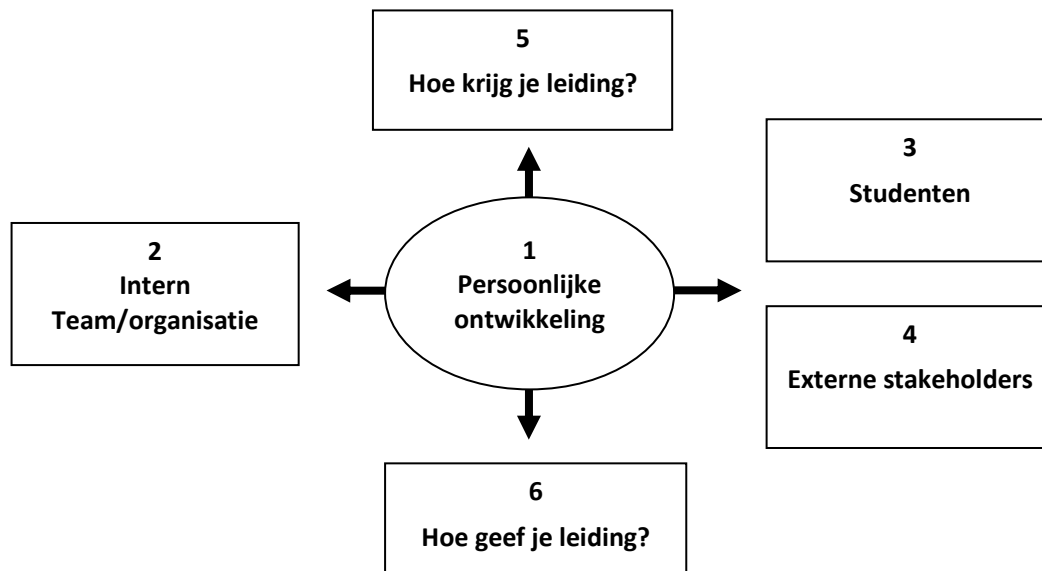 5
Hoe krijg je leiding?
3
Studenten
2
Intern
Team/organisatie
1
Persoonlijke
ontwikkeling
4
Externe stakeholders
6
Hoe geef je leiding?